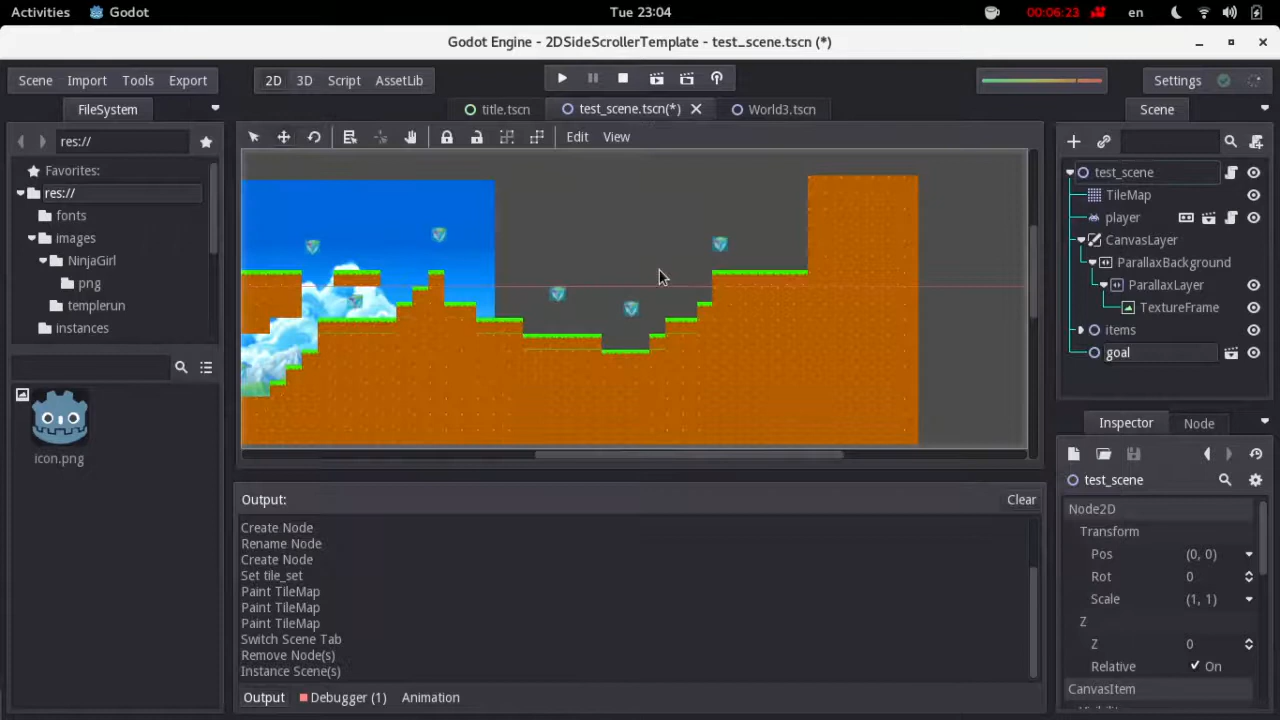 Activities Godot Tue 23:04 00:06:23 en
Godot Engine - 2DSideScrollerTemplate - test_scene.tscn (*)
Scene Import Tools Export 2D 3D Script AssetLib Settings
FileSystem title.tscn test_scene.tscn(*) World3.tscn Scene
res:// Edit View
Favorites:
res://
fonts
images
NinjaGirl
png
templerun
instances
icon.png
test_scene
TileMap
player
CanvasLayer
ParallaxBackground
ParallaxLayer
TextureFrame
items
goal
Output: Clear
Create Node
Rename Node
Create Node
Set tile_set
Paint TileMap
Paint TileMap
Paint TileMap
Switch Scene Tab
Remove Node(s)
Instance Scene(s)
Output Debugger (1) Animation
Inspector Node
test_scene
Node2D
Transform
Pos (0, 0)
Rot 0
Scale (1, 1)
Z
Z 0
Relative On
CanvasItem